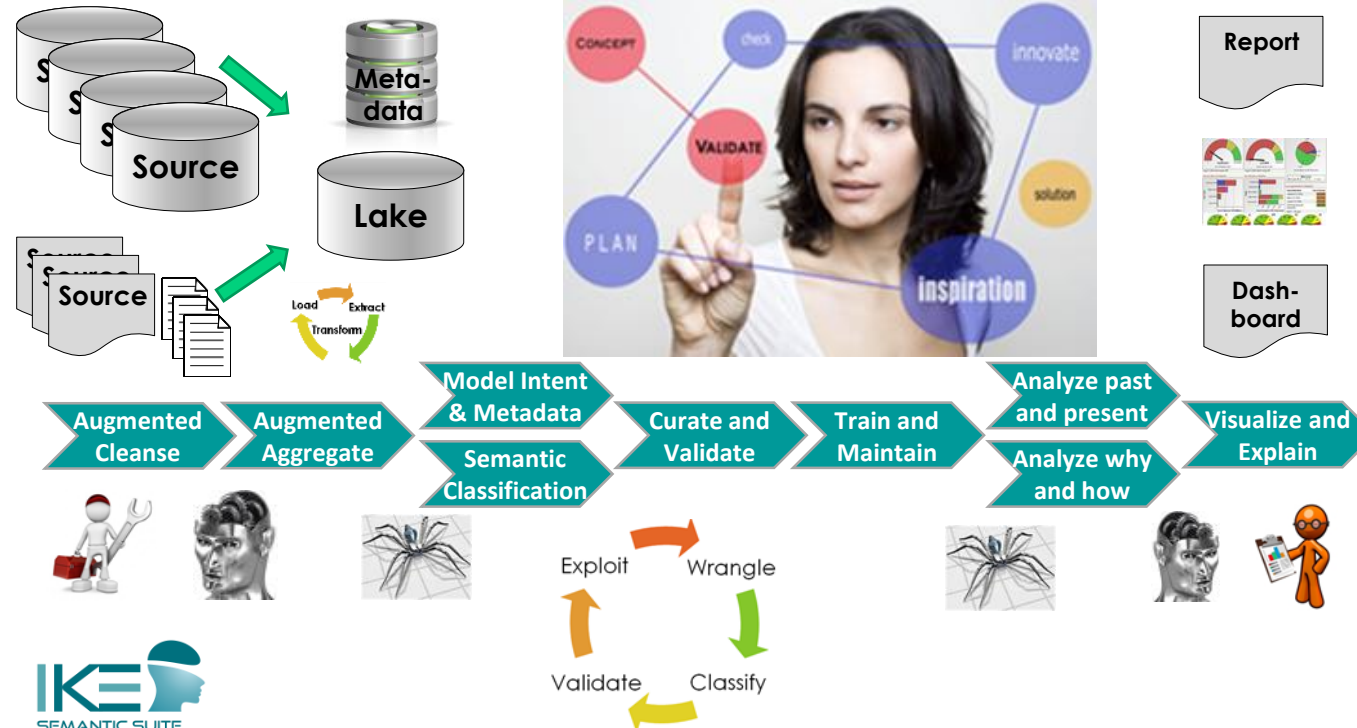 S
S
S
Source
Source
Source
Source
Meta-
data
Lake
Load
Extract
Transform
CONCEPT
check
innovate
VALIDATE
solution
PLAN
inspiration
Report
Dash-
board
Augmented
Cleanse
Augmented
Aggregate
Model Intent
& Metadata
Semantic
Classification
Curate and
Validate
Train and
Maintain
Analyze past
and present
Analyze why
and how
Visualize and
Explain
Exploit
Wrangle
Validate
Classify
IKE
SEMANTIC SUITE